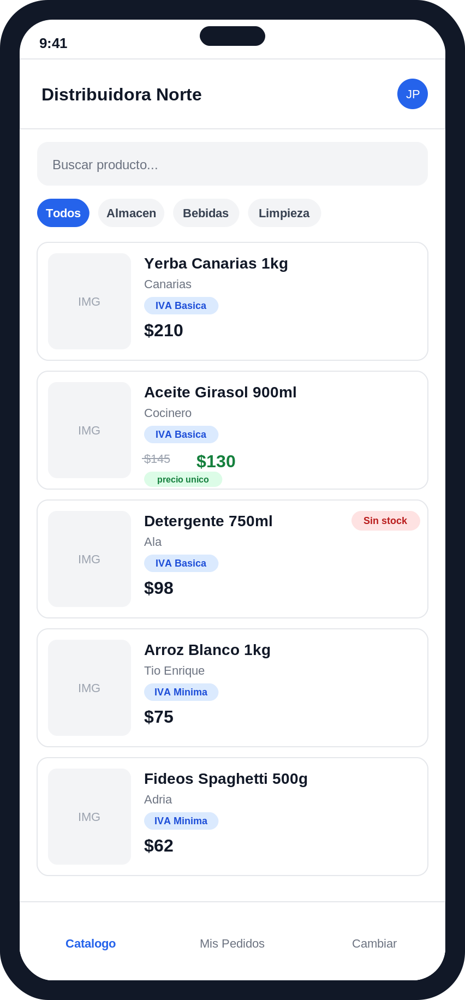 9:41
Distribuidora Norte
JP
Buscar producto...
Todos Almacen Bebidas Limpieza
IMG
Yerba Canarias 1kg
Canarias
IVA Basica
$210
IMG
Aceite Girasol 900ml
Cocinero
IVA Basica
$145 $130
precio unico
IMG
Detergente 750ml
Sin stock
Ala
IVA Basica
$98
IMG
Arroz Blanco 1kg
Tio Enrique
IVA Minima
$75
IMG
Fideos Spaghetti 500g
Adria
IVA Minima
$62
Catalogo Mis Pedidos Cambiar